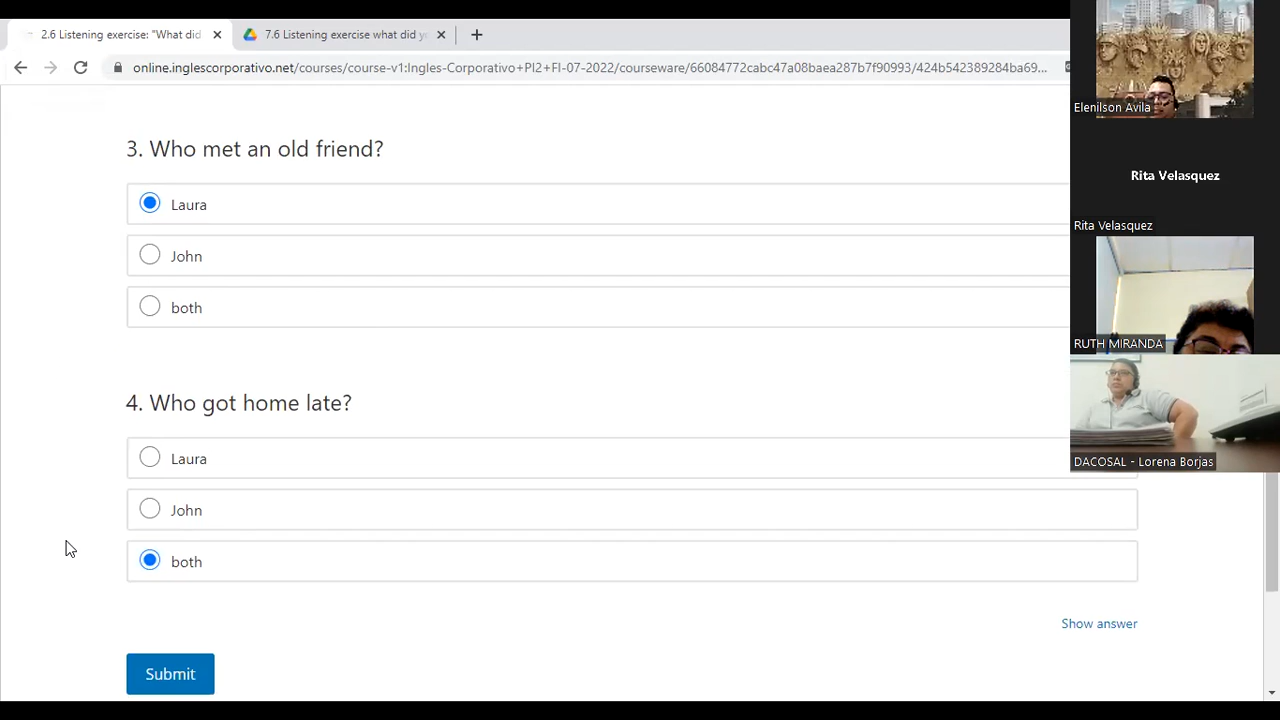 2.6 Listening exercise: "What did
7.6 Listening exercise what did yo
online.inglescorporativo.net/courses/course-v1:Ingles-Corporativo+PI2+FI-07-2022/courseware/66084772cabc47a08baea287b7f90993/424b542389284ba69...
3. Who met an old friend?
Laura
John
both
4. Who got home late?
Laura
John
both
Show answer
Submit
Elenilson Avila
Rita Velasquez
Rita Velasquez
RUTH MIRANDA
DACOSAL - Lorena Borjas